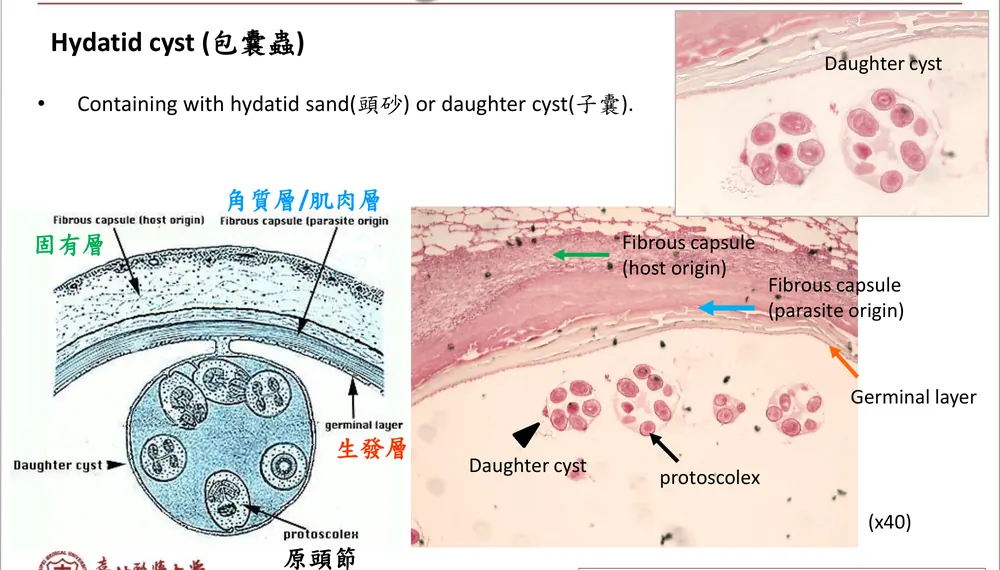 Hydatid cyst (包囊蟲)
• Containing with hydatid sand(頭砂) or daughter cyst(子囊).
Daughter cyst
角質層/肌肉層
Fibrous capsule (host origin)
Fibrous capsule (parasite origin
固有層
germinal layer
生發層
Daughter cyst
protoscolex
原頭節
Fibrous capsule
(host origin)
Fibrous capsule
(parasite origin)
Germinal layer
Daughter cyst
protoscolex
(x40)